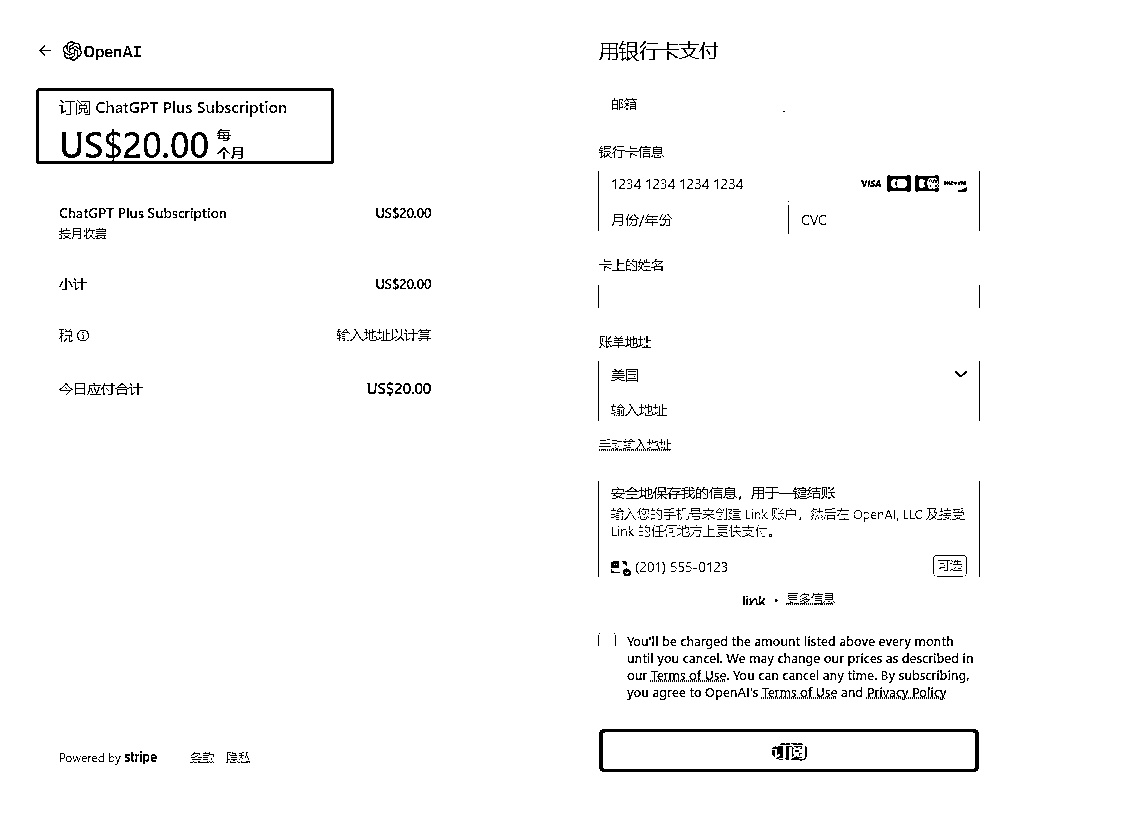 ← OpenAI
订阅 ChatGPT Plus Subscription
US$20.00 每
个月
ChatGPT Plus Subscription US$20.00
按月收费
小计 US$20.00
税 输入地址以计算
今日应付合计 US$20.00
Powered by stripe 条款 隐私
用银行卡支付
邮箱
银行卡信息
1234 1234 1234 1234 VISA
月份/年份 CVC
卡上的姓名
账单地址
美国
输入地址
手动输入地址
安全地保存我的信息，用于一键结账
输入您的手机号来创建 Link 账户，然后在 OpenAI, LLC 及接受
Link 的任何地方上更快支付。
(201) 555-0123 可选
link • 更多信息
You'll be charged the amount listed above every month
until you cancel. We may change our prices as described in
our Terms of Use. You can cancel any time. By subscribing,
you agree to OpenAI's Terms of Use and Privacy Policy
订阅